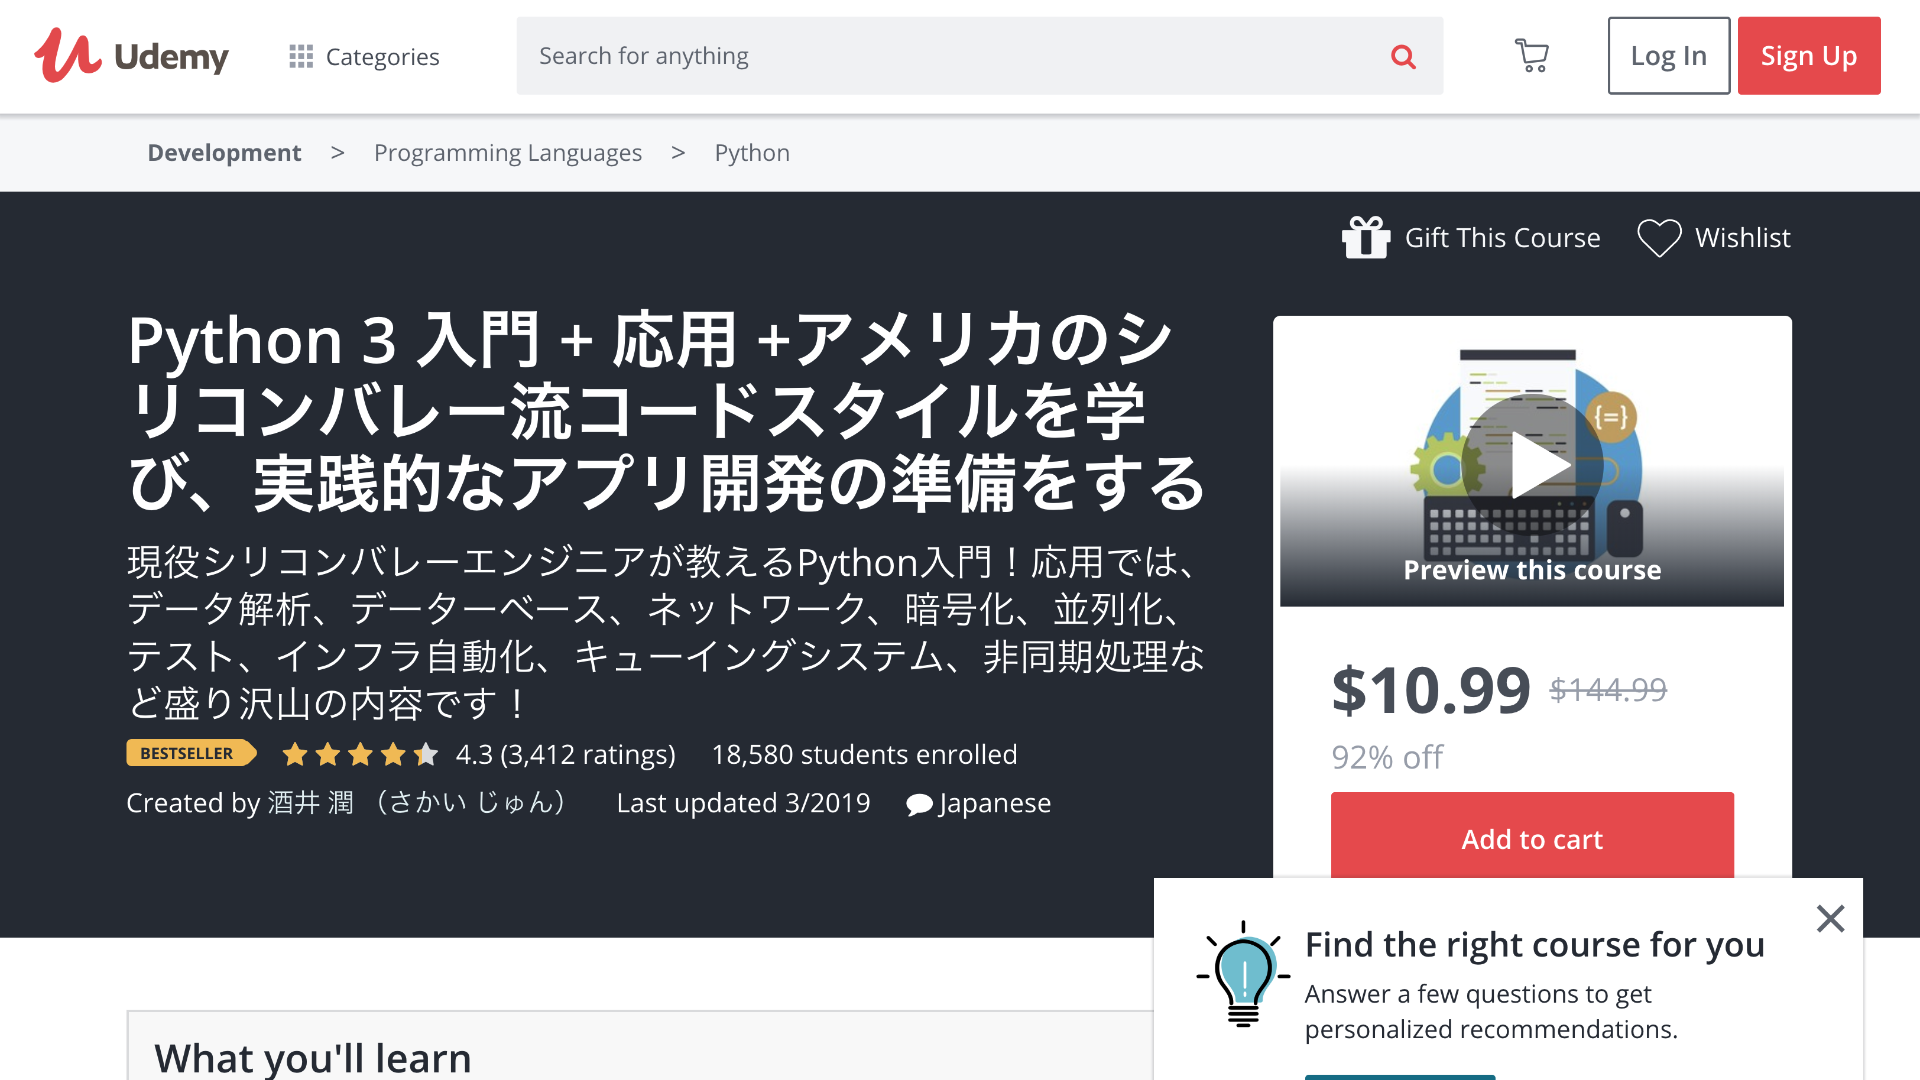 Udemy
Categories
Search for anything
Log In
Sign Up
Development > Programming Languages > Python
Gift This Course
Wishlist
Python 3 入門 + 応用 +アメリカのシ
リコンバレー流コードスタイルを学
び、実践的なアプリ開発の準備をする
現役シリコンバレーエンジニアが教えるPython入門！応用では、
データ解析、データーベース、ネットワーク、暗号化、並列化、
テスト、インフラ自動化、キューイングシステム、非同期処理な
ど盛り沢山の内容です！
BESTSELLER
4.3 (3,412 ratings)
18,580 students enrolled
Created by 酒井 潤 （さかい じゅん）
Last updated 3/2019
Japanese
{=}
Preview this course
$10.99 $144.99
92% off
Add to cart
Find the right course for you
Answer a few questions to get
personalized recommendations.
What you'll learn